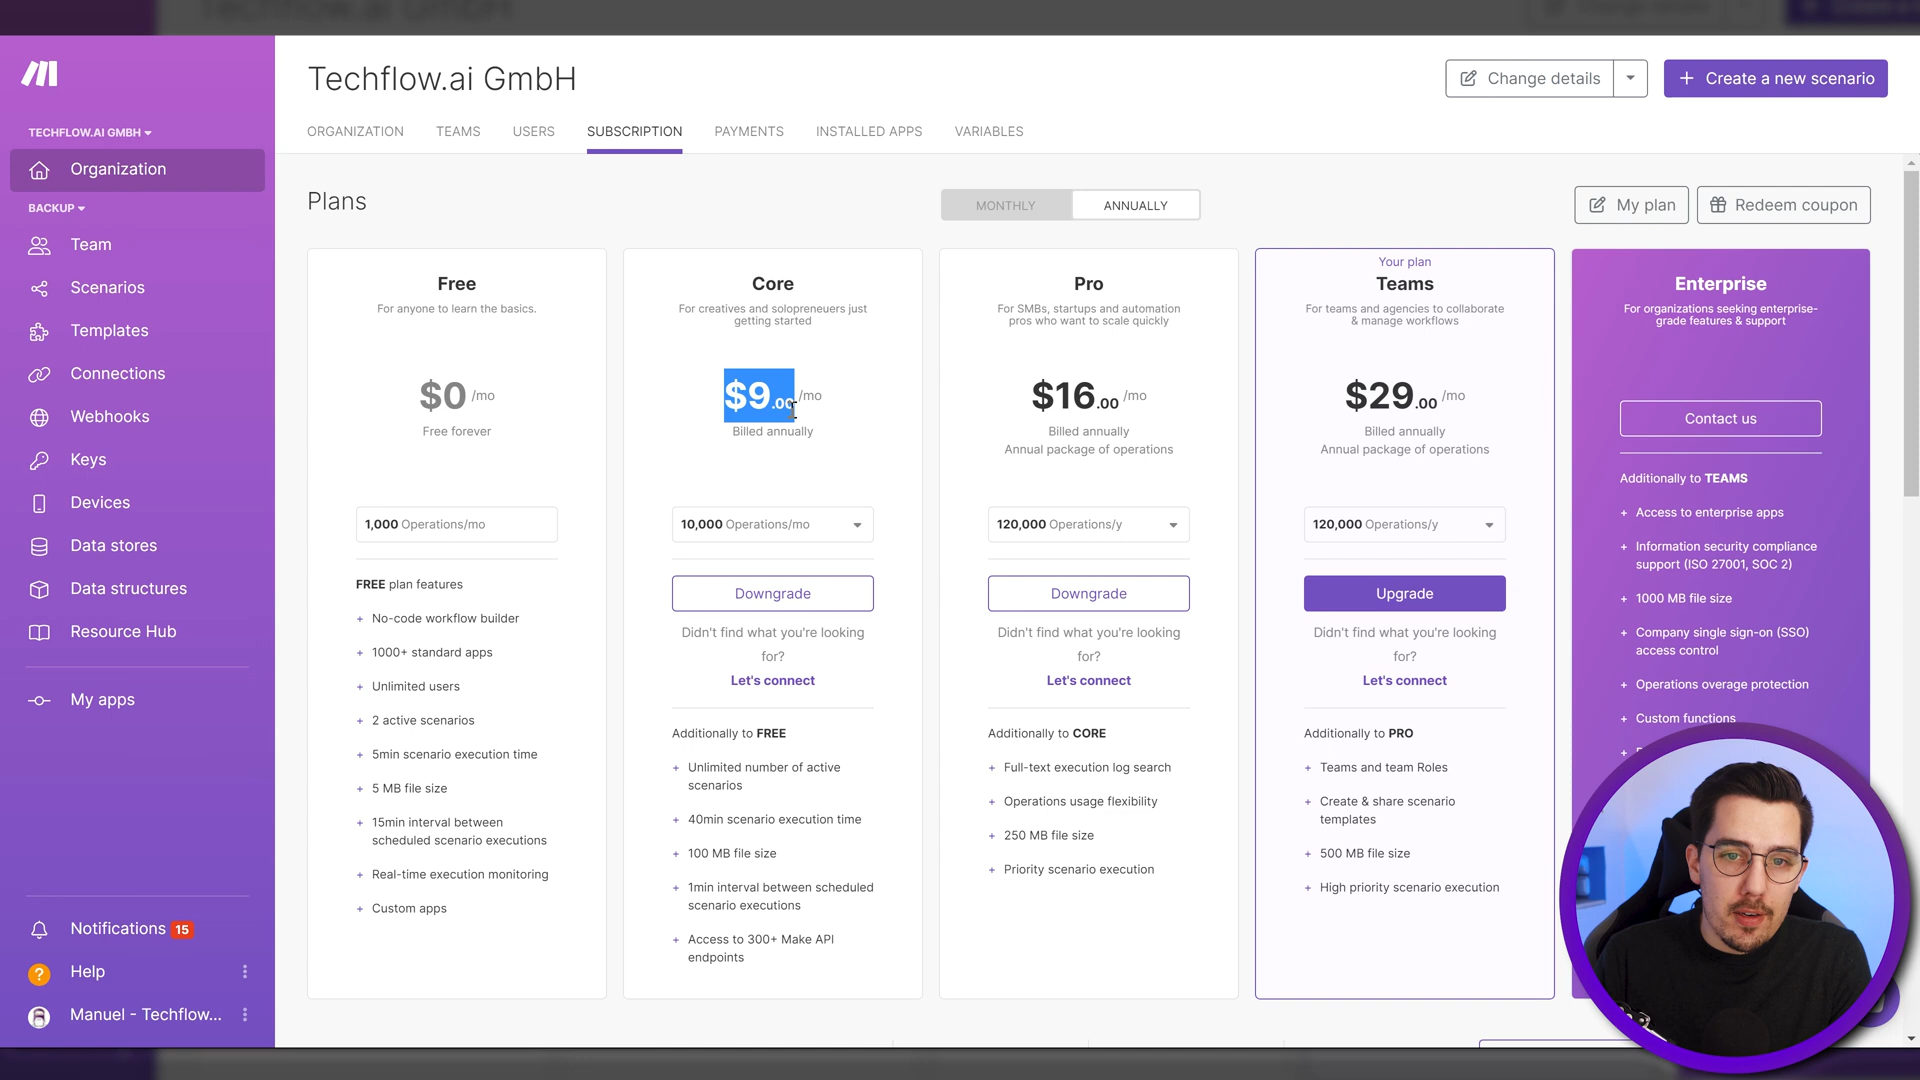 Techflow.ai GmbH
Change details
Create a new scenario
TECHFLOW.AI GMBH
ORGANIZATION
TEAMS
USERS
SUBSCRIPTION
PAYMENTS
INSTALLED APPS
VARIABLES
Organization
BACKUP
Team
Scenarios
Templates
Connections
Webhooks
Keys
Devices
Data stores
Data structures
Resource Hub
My apps
Notifications 15
Help
Manuel - Techflow...
Plans
MONTHLY
ANNUALLY
My plan
Redeem coupon
Free
For anyone to learn the basics.
$0 /mo
Free forever
1,000 Operations/mo
FREE plan features
+ No-code workflow builder
+ 1000+ standard apps
+ Unlimited users
+ 2 active scenarios
+ 5min scenario execution time
+ 5 MB file size
+ 15min interval between
scheduled scenario executions
+ Real-time execution monitoring
+ Custom apps
Core
For creatives and solopreneurs just
getting started
$9.00 /mo
Billed annually
10,000 Operations/mo
Downgrade
Didn't find what you're looking
for?
Let's connect
Additionally to FREE
+ Unlimited number of active
scenarios
+ 40min scenario execution time
+ 100 MB file size
+ 1min interval between scheduled
scenario executions
+ Access to 300+ Make API
endpoints
Pro
For SMBs, startups and automation
pros who want to scale quickly
$16.00 /mo
Billed annually
Annual package of operations
120,000 Operations/y
Downgrade
Didn't find what you're looking
for?
Let's connect
Additionally to CORE
+ Full-text execution log search
+ Operations usage flexibility
+ 250 MB file size
+ Priority scenario execution
Your plan
Teams
For teams and agencies to collaborate
& manage workflows
$29.00 /mo
Billed annually
Annual package of operations
120,000 Operations/y
Upgrade
Didn't find what you're looking
for?
Let's connect
Additionally to PRO
+ Teams and team Roles
+ Create & share scenario
templates
+ 500 MB file size
+ High priority scenario execution
Enterprise
For organizations seeking enterprise-
grade features & support
Contact us
Additionally to TEAMS
+ Access to enterprise apps
+ Information security compliance
support (ISO 27001, SOC 2)
+ 1000 MB file size
+ Company single sign-on (SSO)
access control
+ Operations overage protection
+ Custom functions